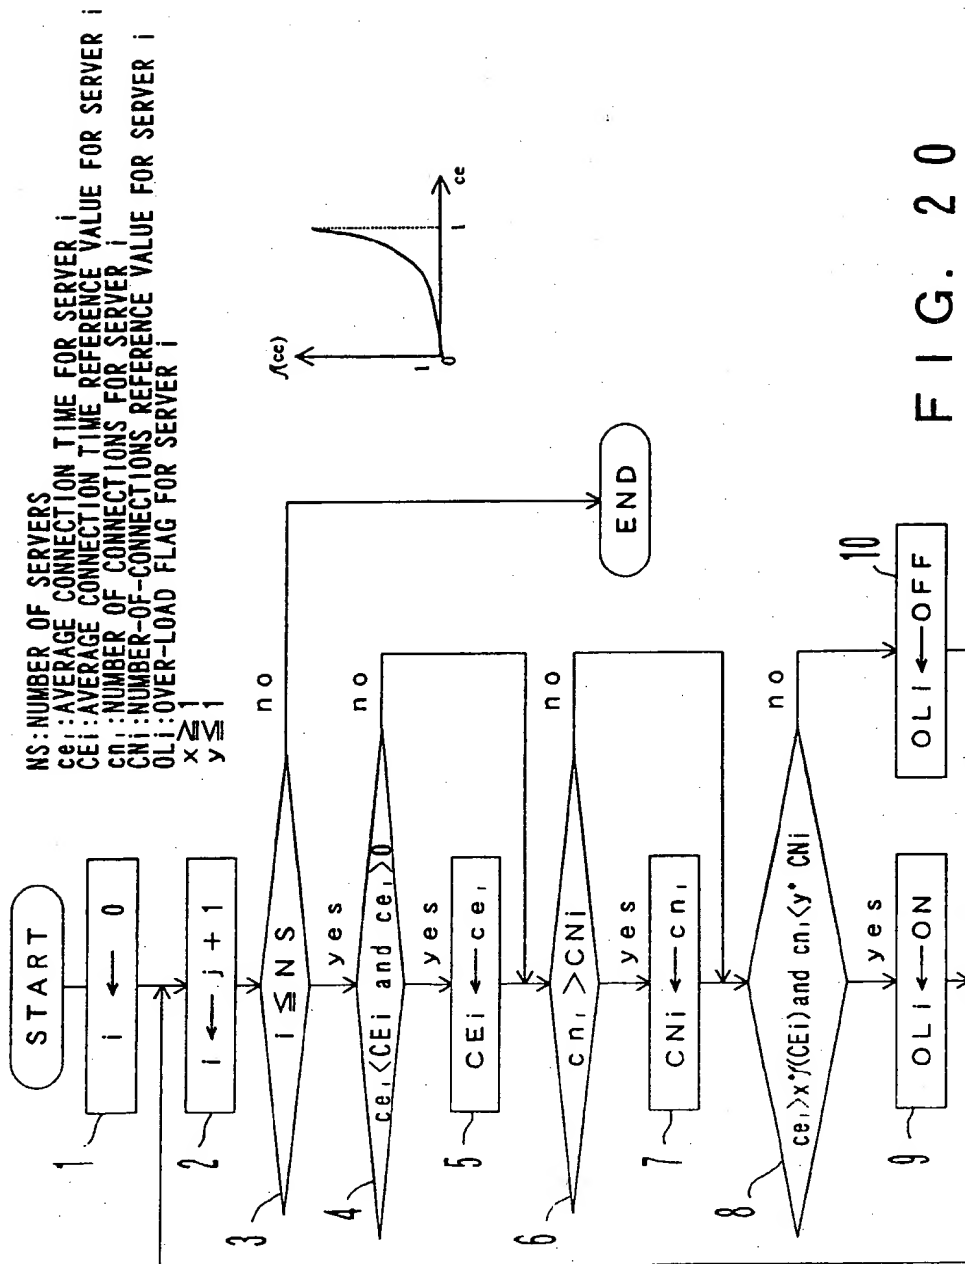 NS:NUMBER OF SERVERS
cei:AVERAGE CONNECTION TIME FOR SERVER i
CEi:AVERAGE CONNECTION TIME REFERENCE VALUE FOR SERVER i
cni:NUMBER OF CONNECTIONS FOR SERVER i
CNi:NUMBER-OF-CONNECTIONS REFERENCE VALUE FOR SERVER i
OLi:OVER-LOAD FLAG FOR SERVER i
x≧1
y≦1
START
1
i ← 0
2
i ← j + 1
3
i ≦ NS
no
yes
4
cei<CEi and cei>0
no
yes
5
CEi ← cei
6
cni >CNi
no
yes
7
CNi ← cni
8
cei>x*f(CEi) and cni<y* CNi
no
yes
9
OLi ← ON
10
OLi ← OFF
END
f(cc)
1
0
1
ce
FIG. 20